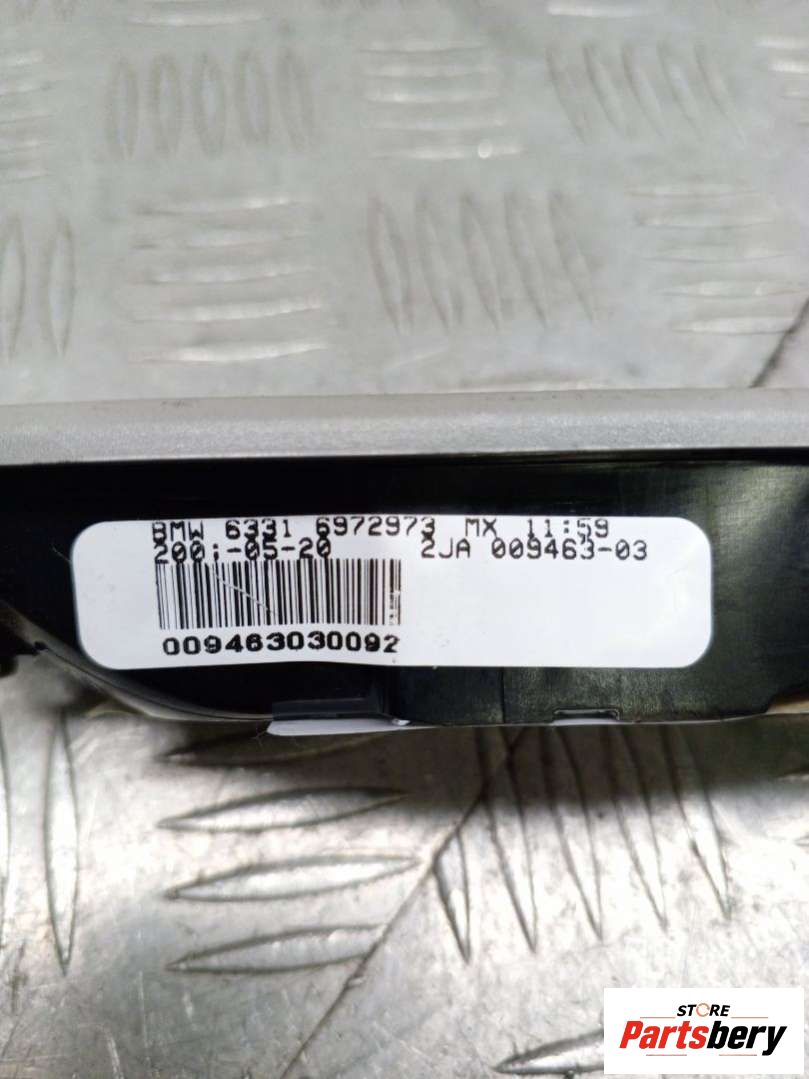 BMW 6331 6972973 MX 11:59
2JA 009463-03
009463030092
STORE
Partsbery